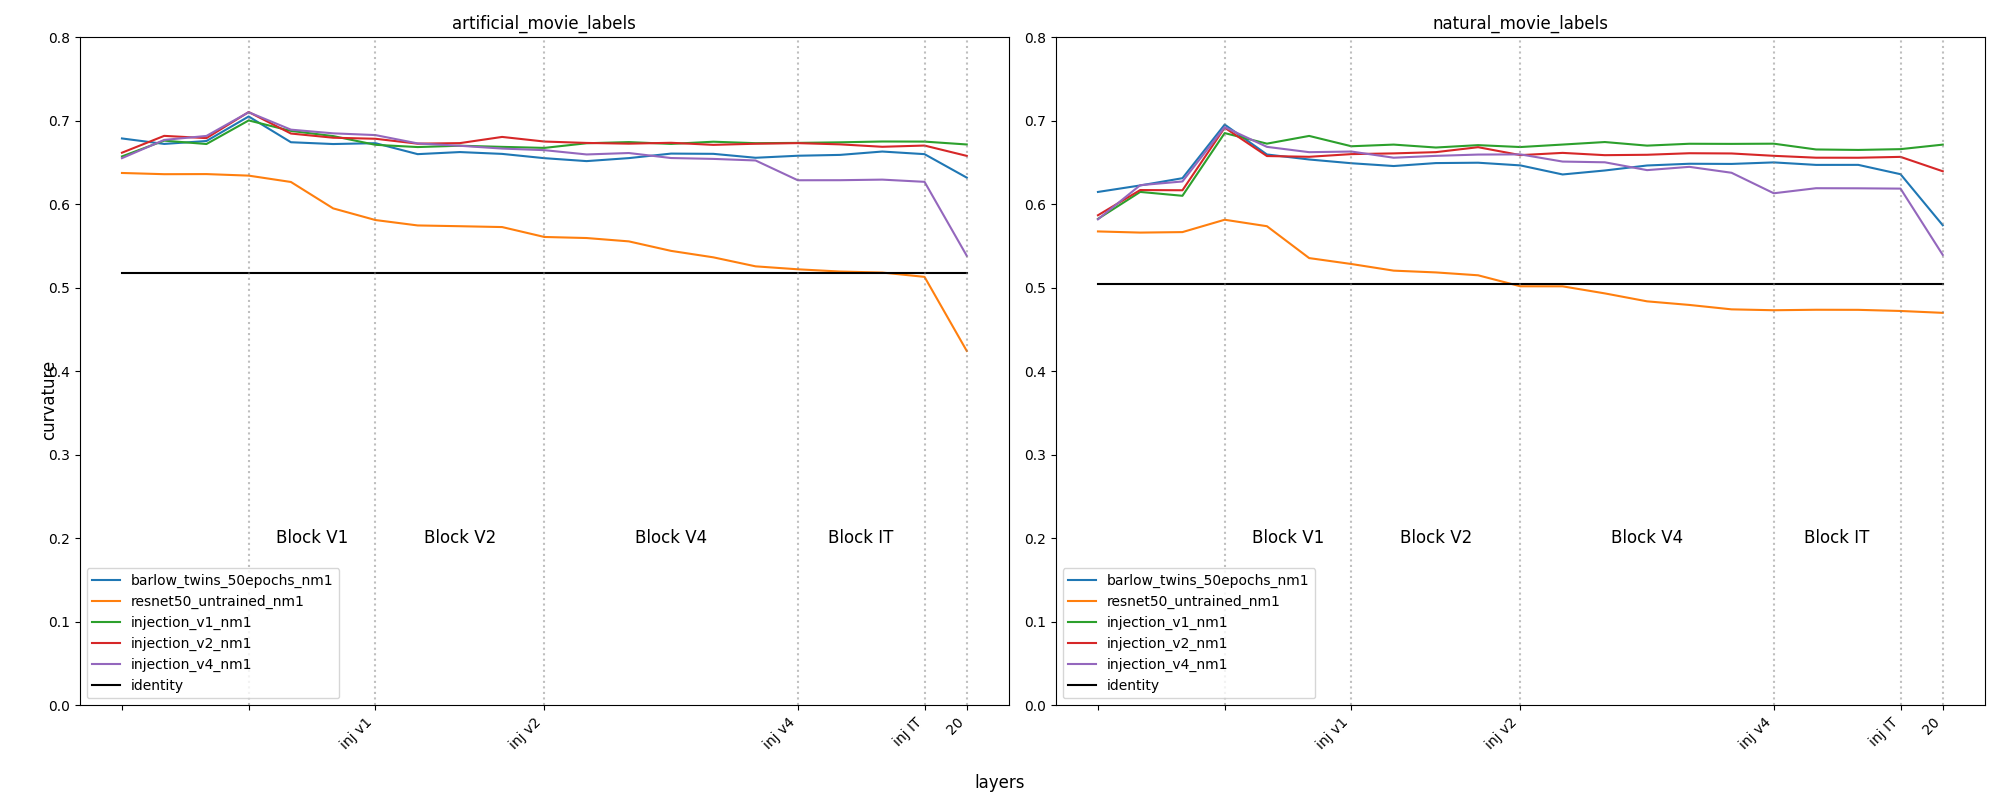 artificial_movie_labels
natural_movie_labels
curvature
0.8
0.7
0.6
0.5
0.4
0.3
0.2
0.1
0.0
Block V1
Block V2
Block V4
Block IT
barlow_twins_50epochs_nm1
resnet50_untrained_nm1
injection_v1_nm1
injection_v2_nm1
injection_v4_nm1
identity
inj v1
inj v2
inj v4
inj IT
20
0.8
0.7
0.6
0.5
0.4
0.3
0.2
0.1
0.0
Block V1
Block V2
Block V4
Block IT
barlow_twins_50epochs_nm1
resnet50_untrained_nm1
injection_v1_nm1
injection_v2_nm1
injection_v4_nm1
identity
inj v1
inj v2
inj v4
inj IT
20
layers